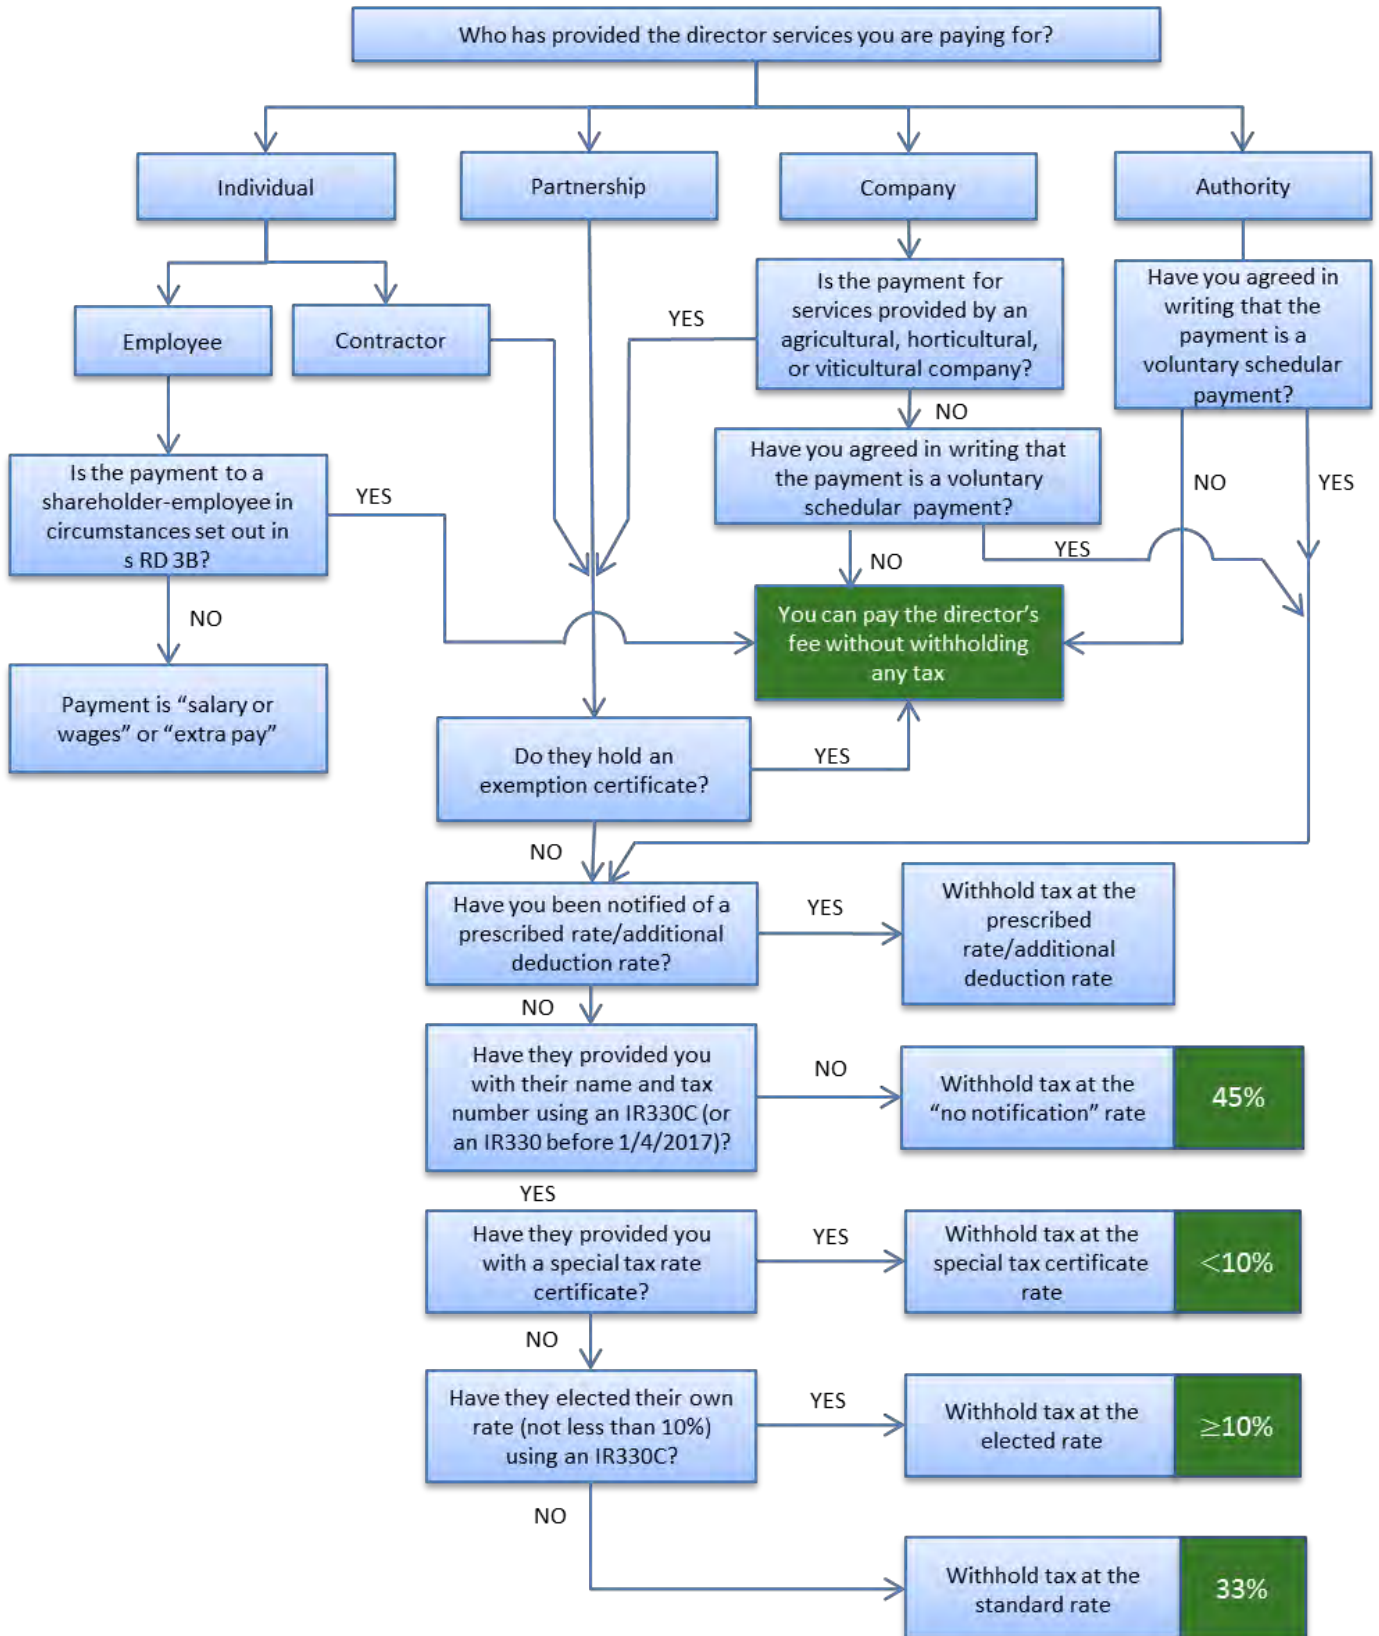 Who has provided the director services you are paying for?
Individual
Partnership
Company
Authority
Employee
Contractor
Is the payment for
services provided by an
agricultural, horticultural,
or viticultural company?
Have you agreed in
writing that the
payment is a
voluntary schedular
payment?
YES
NO
Is the payment to a
shareholder-employee in
circumstances set out in
s RD 3B?
YES
Have you agreed in writing that
the payment is a voluntary
schedular payment?
NO
YES
NO
YES
NO
Payment is “salary or
wages” or “extra pay”
You can pay the director’s
fee without withholding
any tax
Do they hold an
exemption certificate?
YES
NO
Have you been notified of a
prescribed rate/additional
deduction rate?
YES
Withhold tax at the
prescribed
rate/additional
deduction rate
NO
Have they provided you
with their name and tax
number using an IR330C (or
an IR330 before 1/4/2017)?
NO
Withhold tax at the
“no notification” rate
45%
YES
Have they provided you
with a special tax rate
certificate?
YES
Withhold tax at the
special tax certificate
rate
<10%
NO
Have they elected their own
rate (not less than 10%)
using an IR330C?
YES
Withhold tax at the
elected rate
≥10%
NO
Withhold tax at the
standard rate
33%